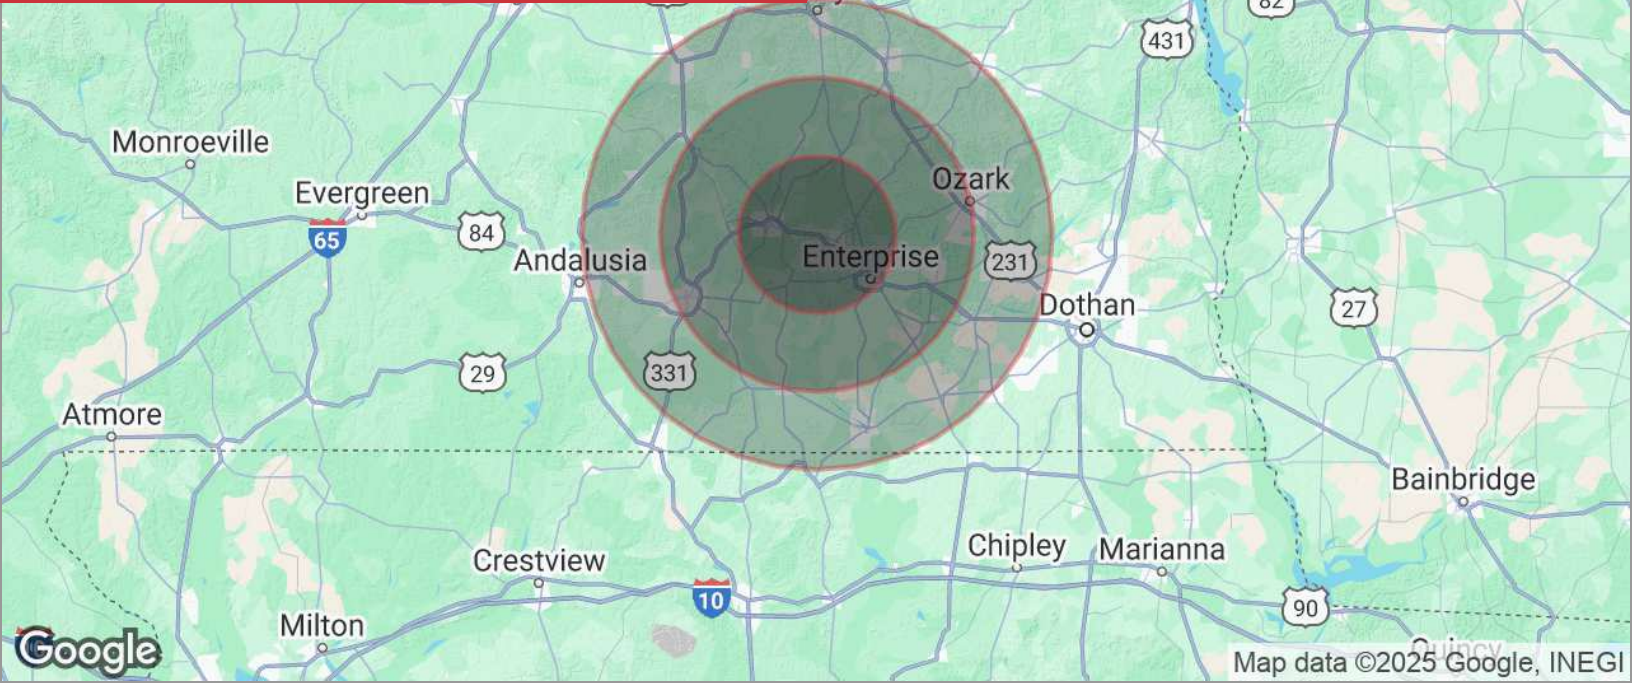 82
431
Monroeville
Ozark
Evergreen
65
84
Andalusia
Enterprise
231
Dothan
27
29
331
Atmore
Bainbridge
Chipley
Marianna
Crestview
10
90
Milton
Quincy
Google
Map data ©2025 Google, INEGI